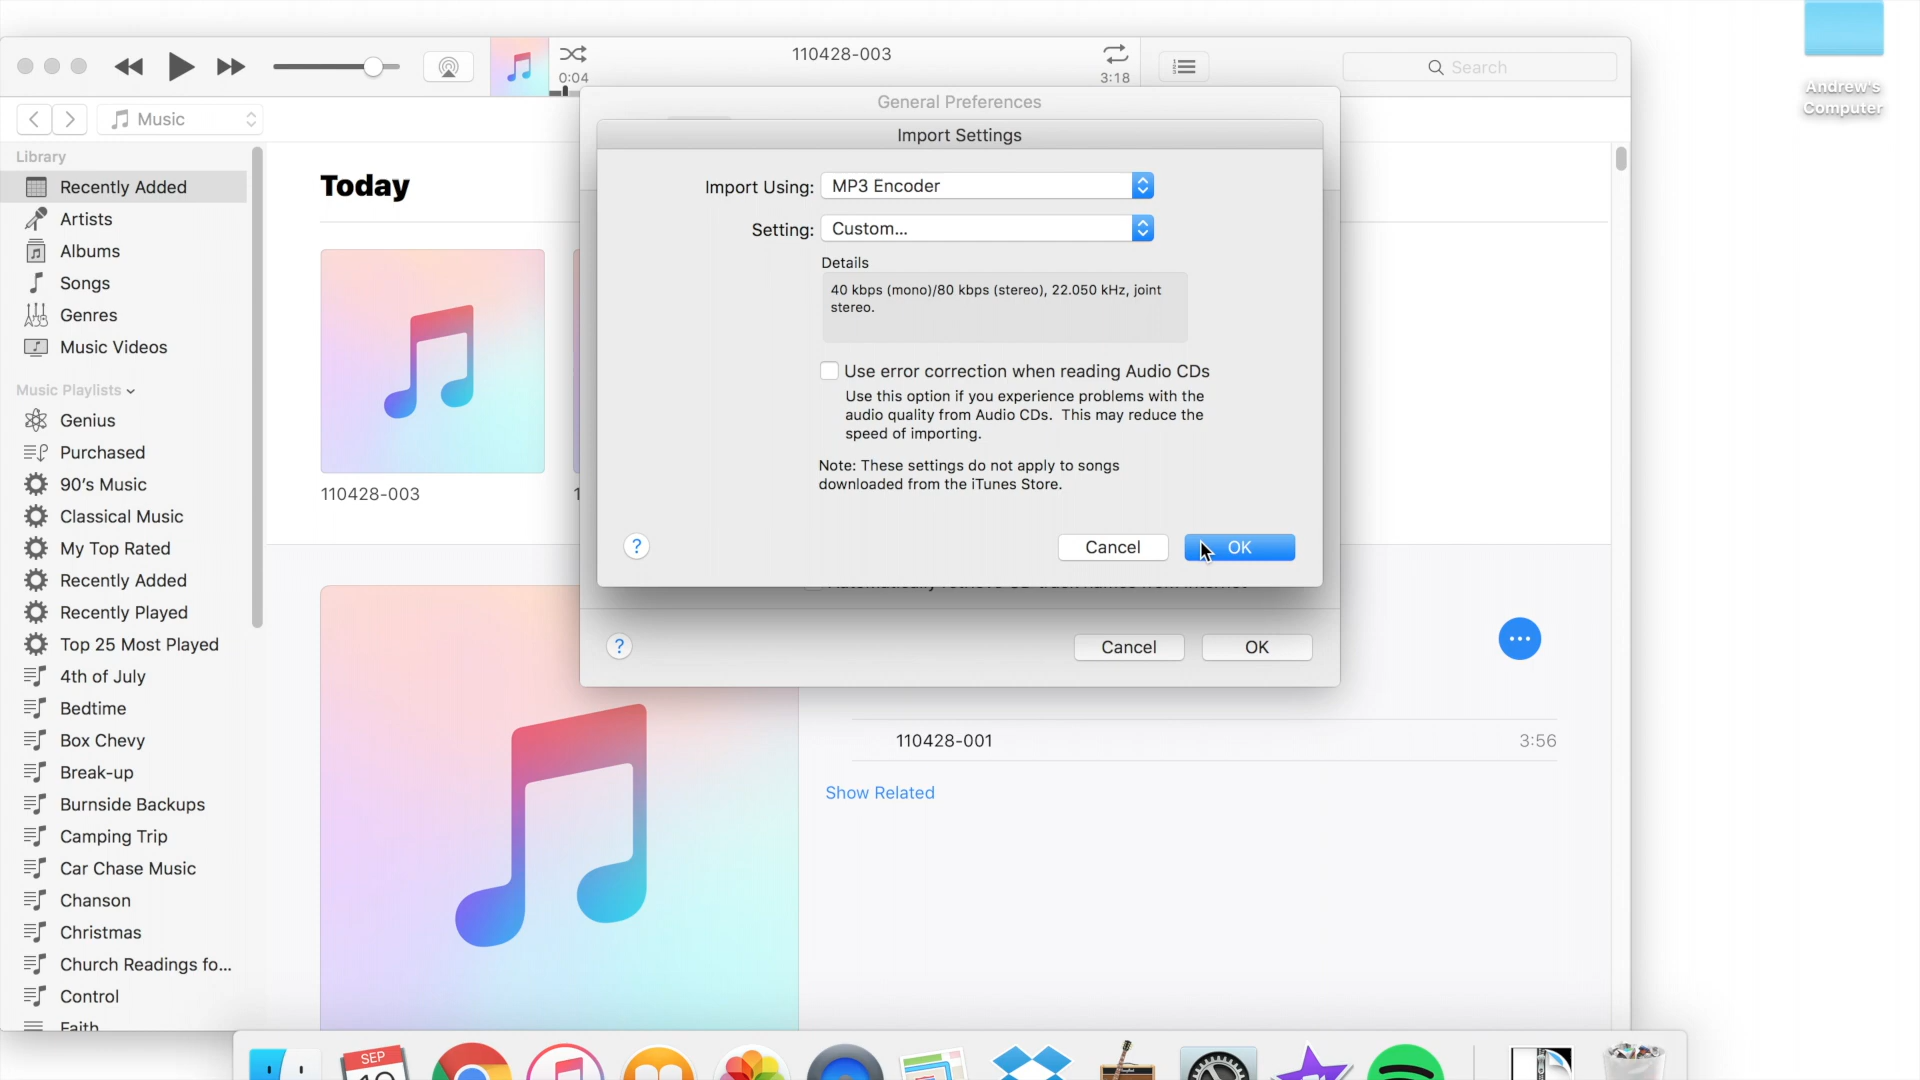 110428-003
0:04
3:18
Search
Andrew's
Computer
General Preferences
Music
Import Settings
Library
Recently Added
Artists
Albums
Songs
Genres
Music Videos
Music Playlists
Genius
Purchased
90's Music
Classical Music
My Top Rated
Recently Added
Recently Played
Top 25 Most Played
4th of July
Bedtime
Box Chevy
Break-up
Burnside Backups
Camping Trip
Car Chase Music
Chanson
Christmas
Church Readings fo...
Control
Faith
Today
110428-003
1
Import Using: MP3 Encoder
Setting: Custom...
Details
40 kbps (mono)/80 kbps (stereo), 22.050 kHz, joint
stereo.
Use error correction when reading Audio CDs
Use this option if you experience problems with the
audio quality from Audio CDs. This may reduce the
speed of importing.
Note: These settings do not apply to songs
downloaded from the iTunes Store.
? Cancel OK
? Cancel OK
110428-001 3:56
Show Related
SEP